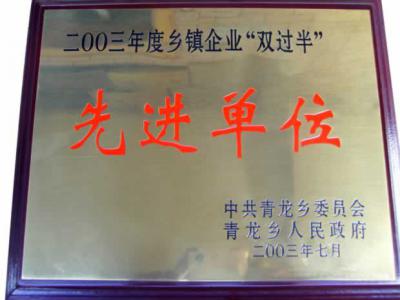 二00三年度乡镇企业“双过半”
先进单位
中共青龙乡委员会
青龙乡人民政府
二00三年七月